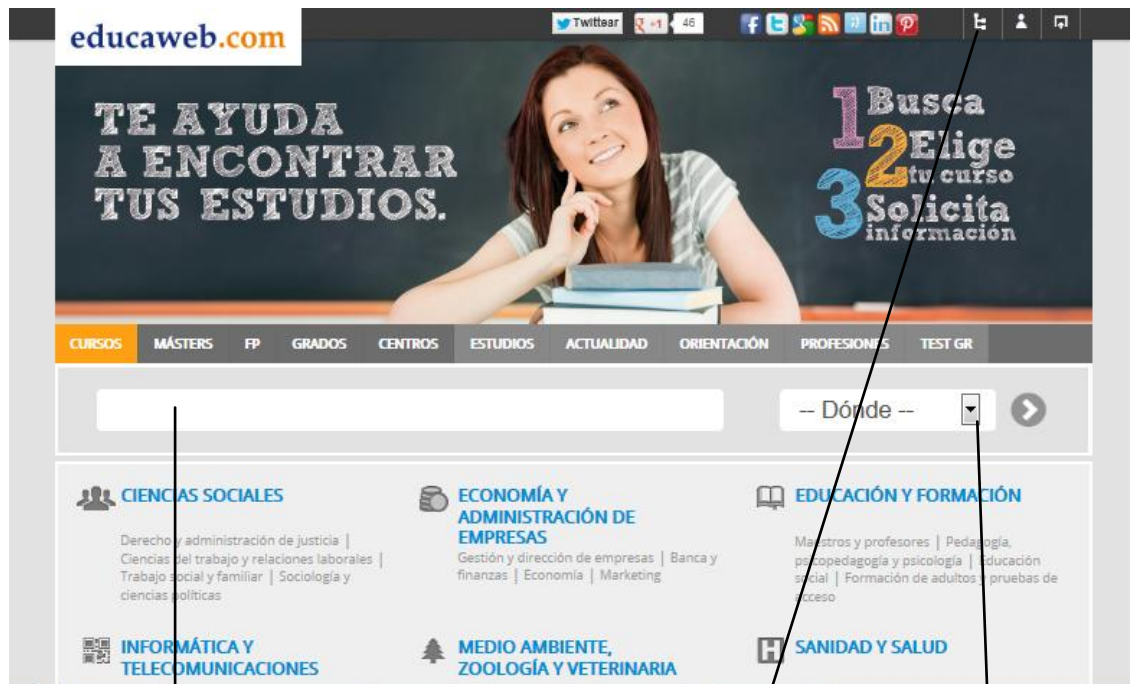 educaweb.com
Twittear
+1
46
TE AYUDA
A ENCONTRAR
TUS ESTUDIOS.
1 Busca
2 Elige
tu curso
3 Solicita
información
CURSOS MÁSTERS FP GRADOS CENTROS ESTUDIOS ACTUALIDAD ORIENTACIÓN PROFESIONES TEST GR
-- Dónde --
CIENCIAS SOCIALES
Derecho y administración de justicia |
Ciencias del trabajo y relaciones laborales |
Trabajo social y familiar | Sociología y
ciencias políticas
ECONOMÍA Y
ADMINISTRACIÓN DE
EMPRESAS
Gestión y dirección de empresas | Banca y
finanzas | Economía | Marketing
EDUCACIÓN Y FORMACIÓN
Maestros y profesores | Pedagogía,
psicopedagogía y psicología | Educación
social | Formación de adultos y pruebas de
acceso
INFORMÁTICA Y
TELECOMUNICACIONES
MEDIO AMBIENTE,
ZOOLOGÍA Y VETERINARIA
SANIDAD Y SALUD